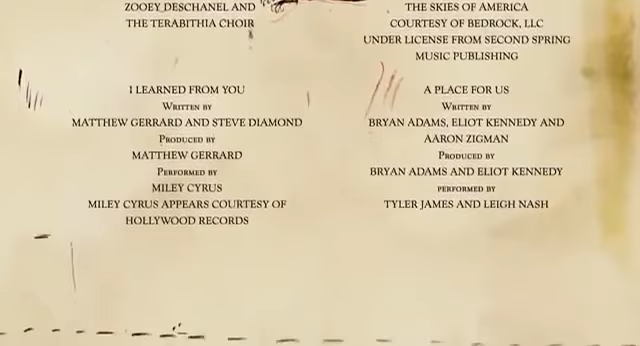 ZOOEY DESCHANEL AND
THE TERABITHIA CHOIR
I LEARNED FROM YOU
WRITTEN BY
MATTHEW GERRARD AND STEVE DIAMOND
PRODUCED BY
MATTHEW GERRARD
PERFORMED BY
MILEY CYRUS
MILEY CYRUS APPEARS COURTESY OF
HOLLYWOOD RECORDS
THE SKIES OF AMERICA
COURTESY OF BEDROCK, LLC
UNDER LICENSE FROM SECOND SPRING
MUSIC PUBLISHING
A PLACE FOR US
WRITTEN BY
BRYAN ADAMS, ELIOT KENNEDY AND
AARON ZIGMAN
PRODUCED BY
BRYAN ADAMS AND ELIOT KENNEDY
PERFORMED BY
TYLER JAMES AND LEIGH NASH